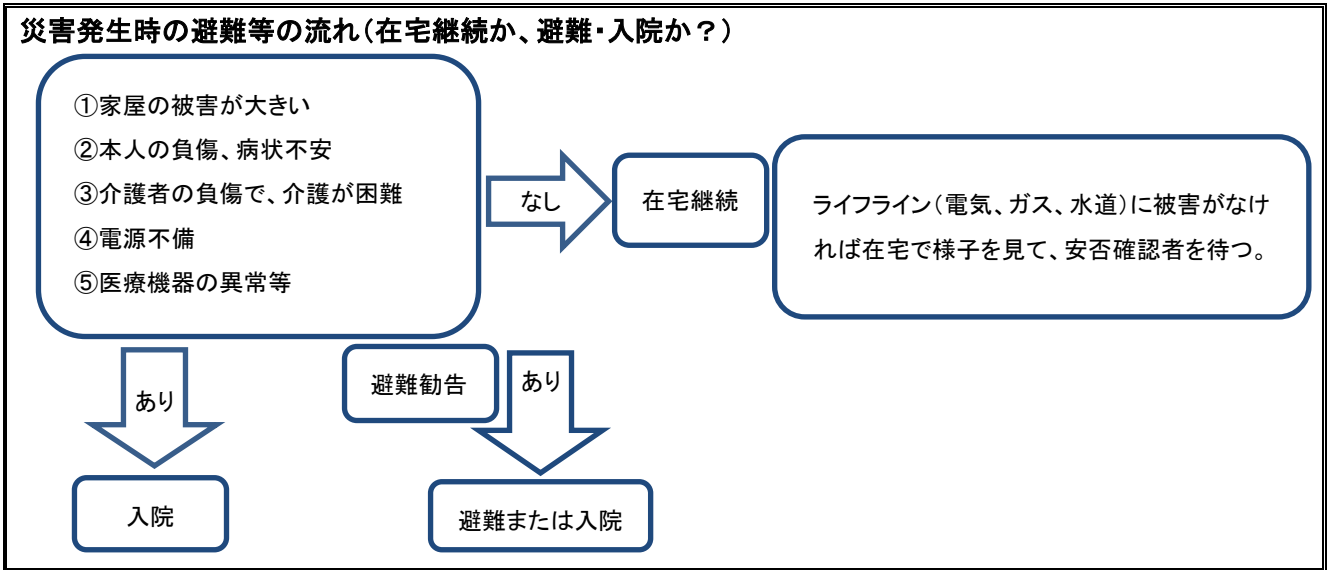 災害発生時の避難等の流れ(在宅継続か、避難・入院か?)
①家屋の被害が大きい
②本人の負傷、病状不安
③介護者の負傷で、介護が困難
④電源不備
⑤医療機器の異常等
なし
在宅継続
ライフライン(電気、ガス、水道)に被害がなけ
れば在宅で様子を見て、安否確認者を待つ。
あり
避難勧告
あり
入院
避難または入院